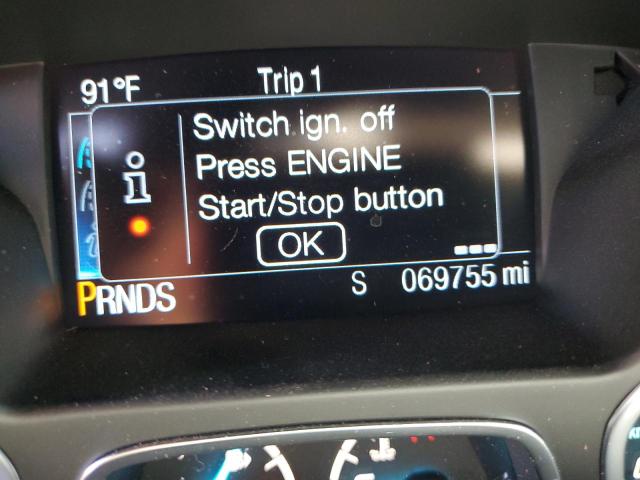 91°F Trip 1
Switch ign. off
Press ENGINE
i Start/Stop button
OK
PRNDS S 069755 mi